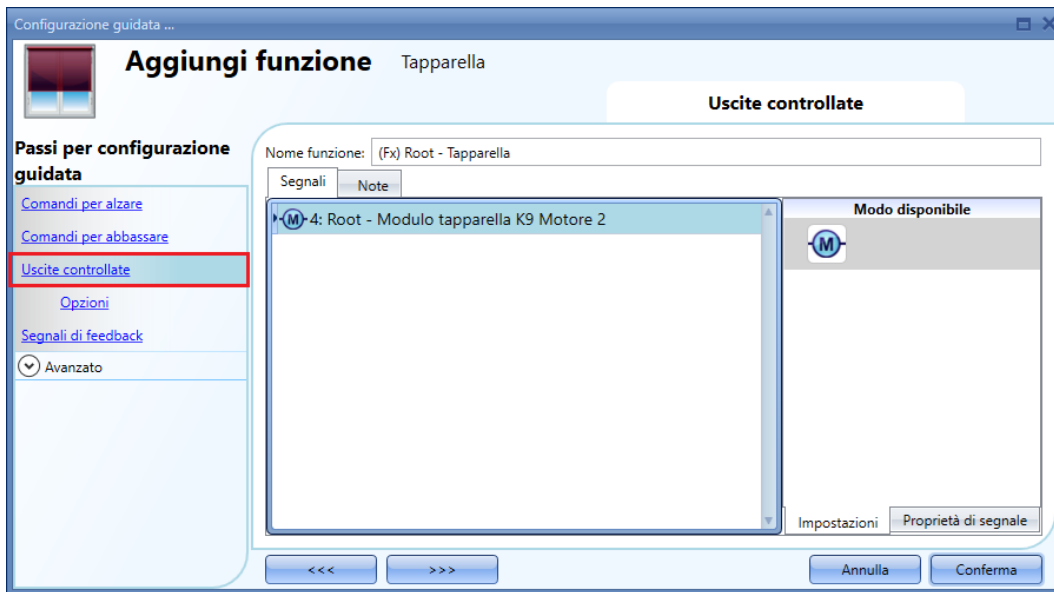 Configurazione guidata ...
Aggiungi funzione Tapparella
Uscite controllate
Passi per configurazione
guidata
Comandi per alzare
Comandi per abbassare
Uscite controllate
Opzioni
Segnali di feedback
Avanzato
Nome funzione: (Fx) Root - Tapparella
Segnali Note
M 4: Root - Modulo tapparella K9 Motore 2
Modo disponibile
M
Impostazioni Proprietà di segnale
<<< >>> Annulla Conferma